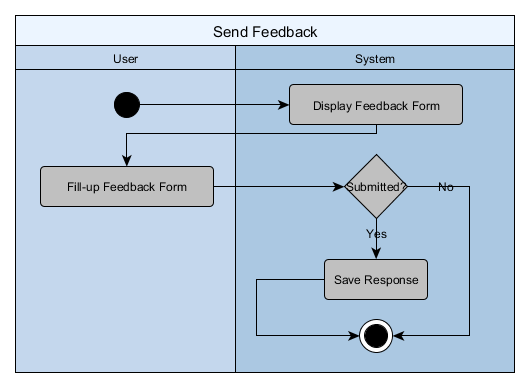 Send Feedback
User
System
Display Feedback Form
Fill-up Feedback Form
Submitted?
No
Yes
Save Response